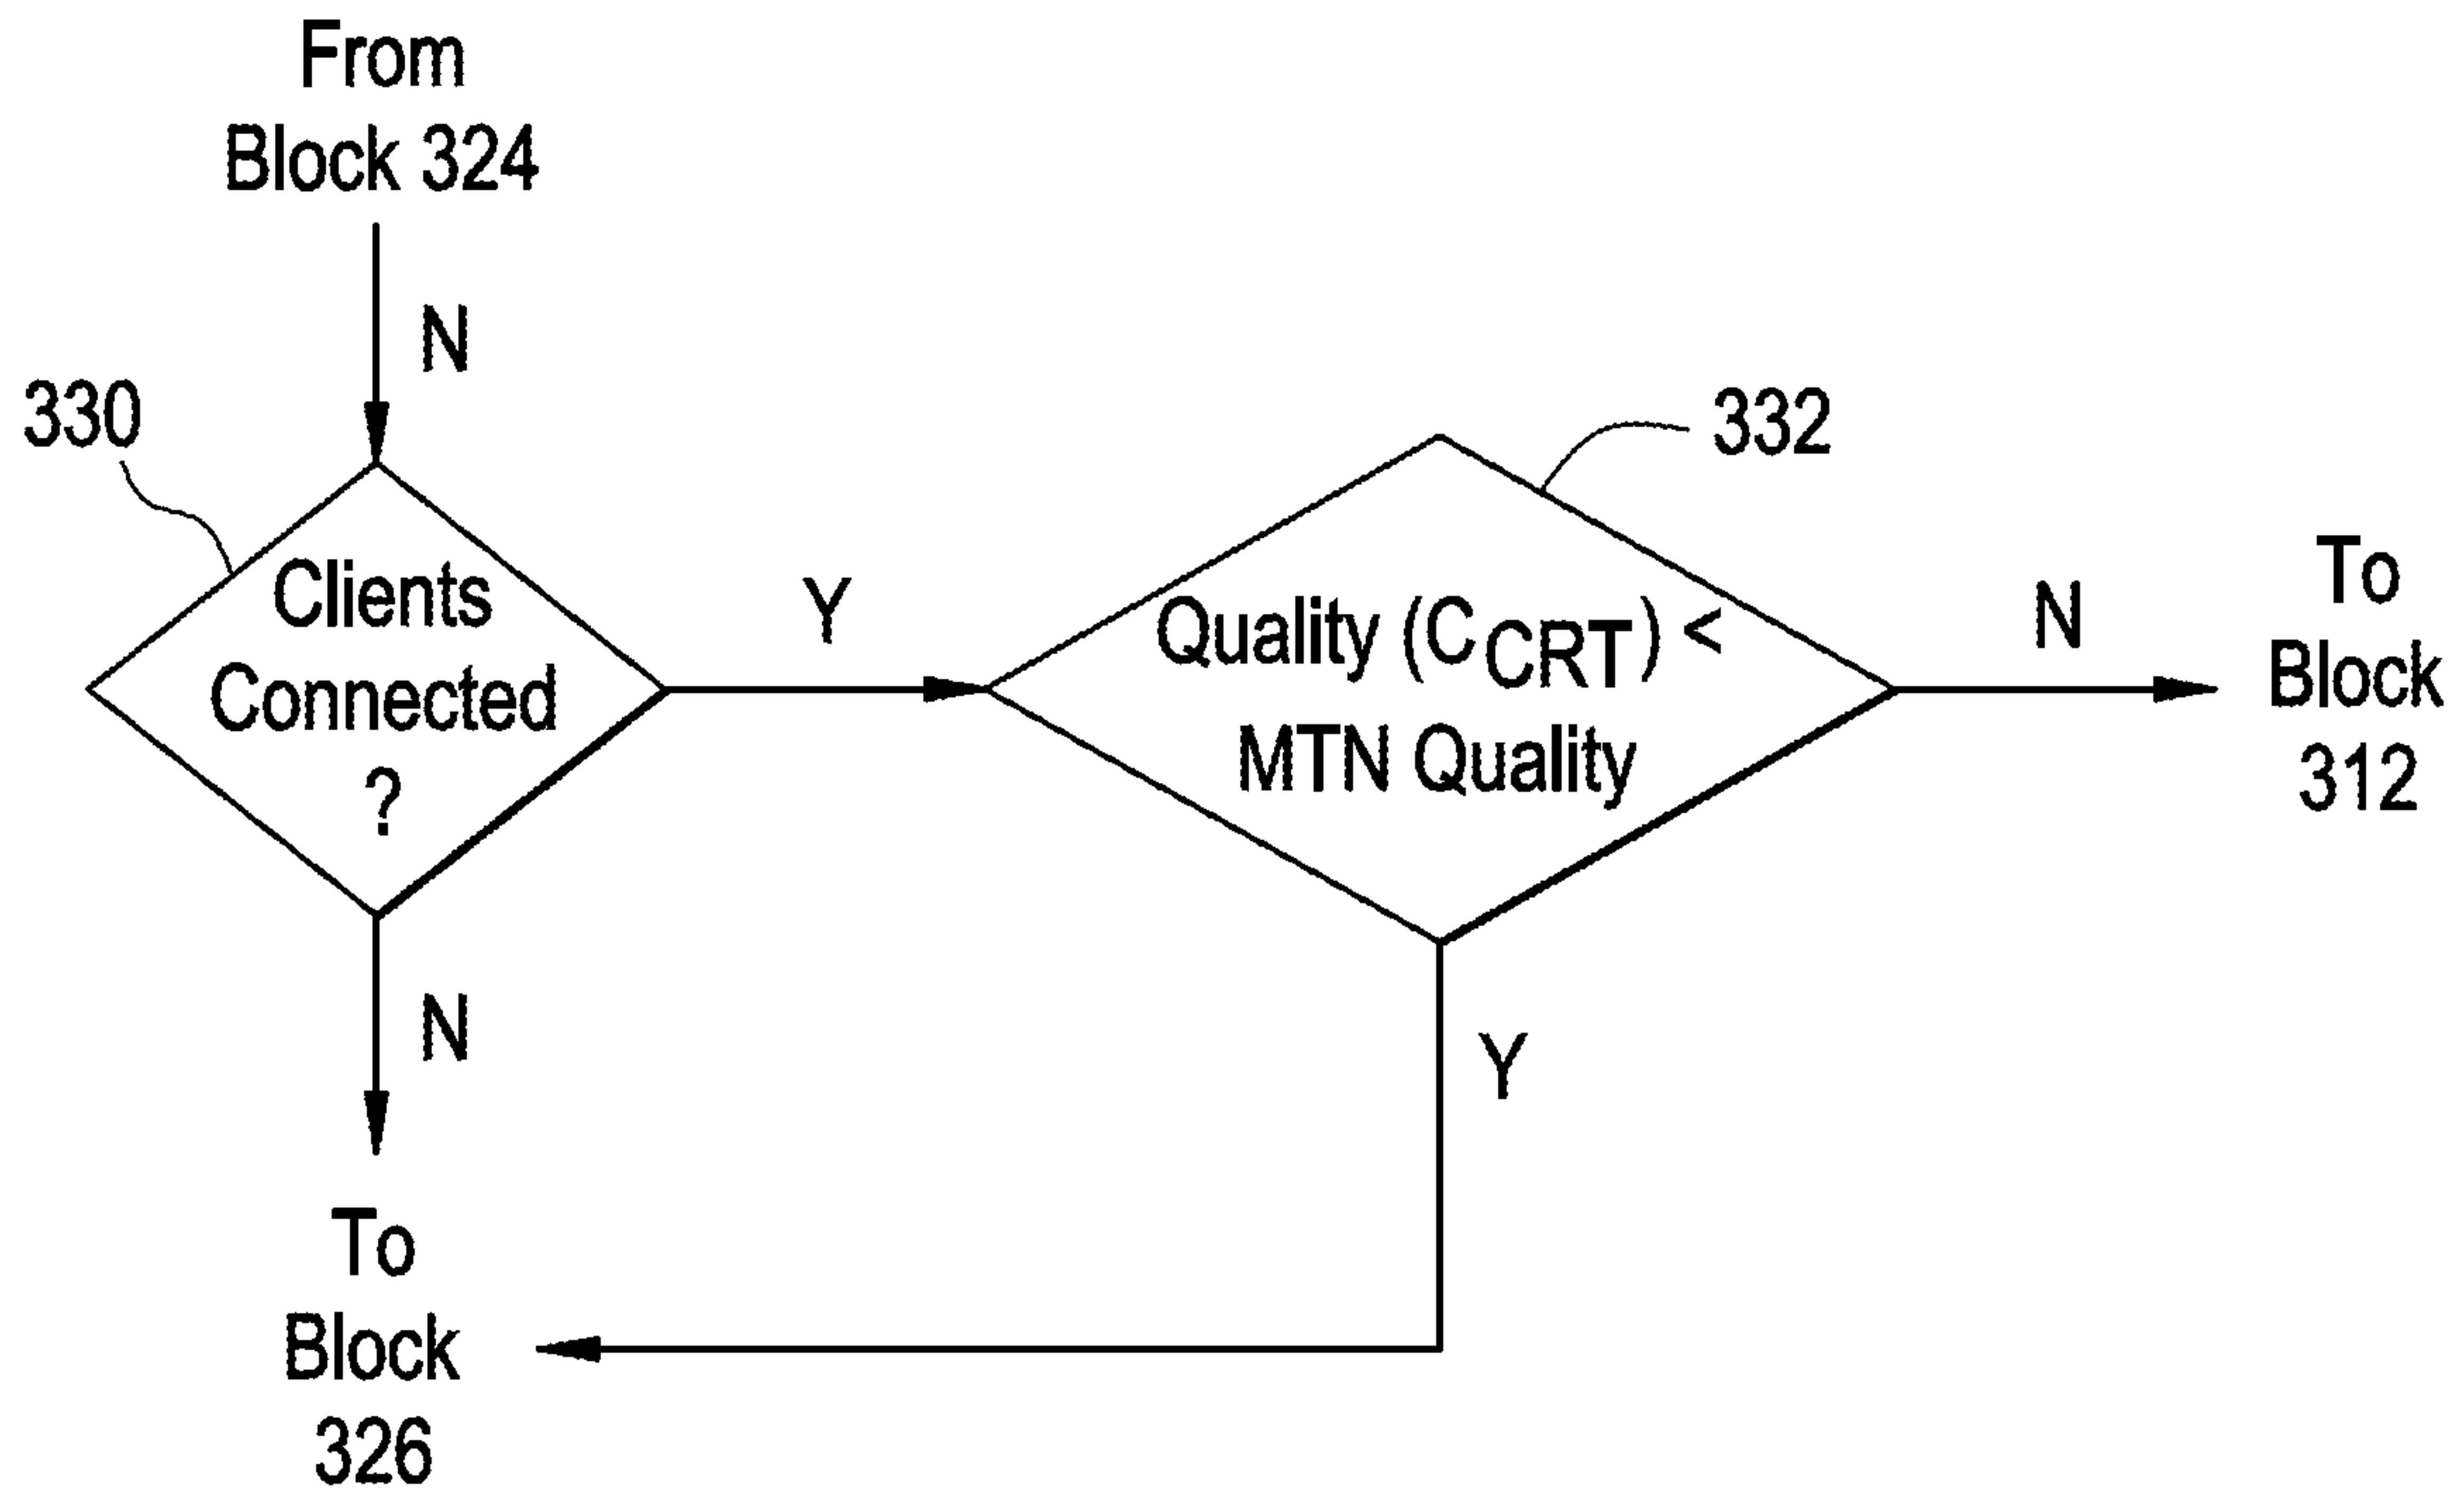 From
Block 324
N
330
Clients
Connected
?
Y
332
Quality (CCRT) <
MTN Quality
N
To
Block
312
N
Y
To
Block
326